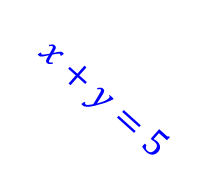 x + y = 5